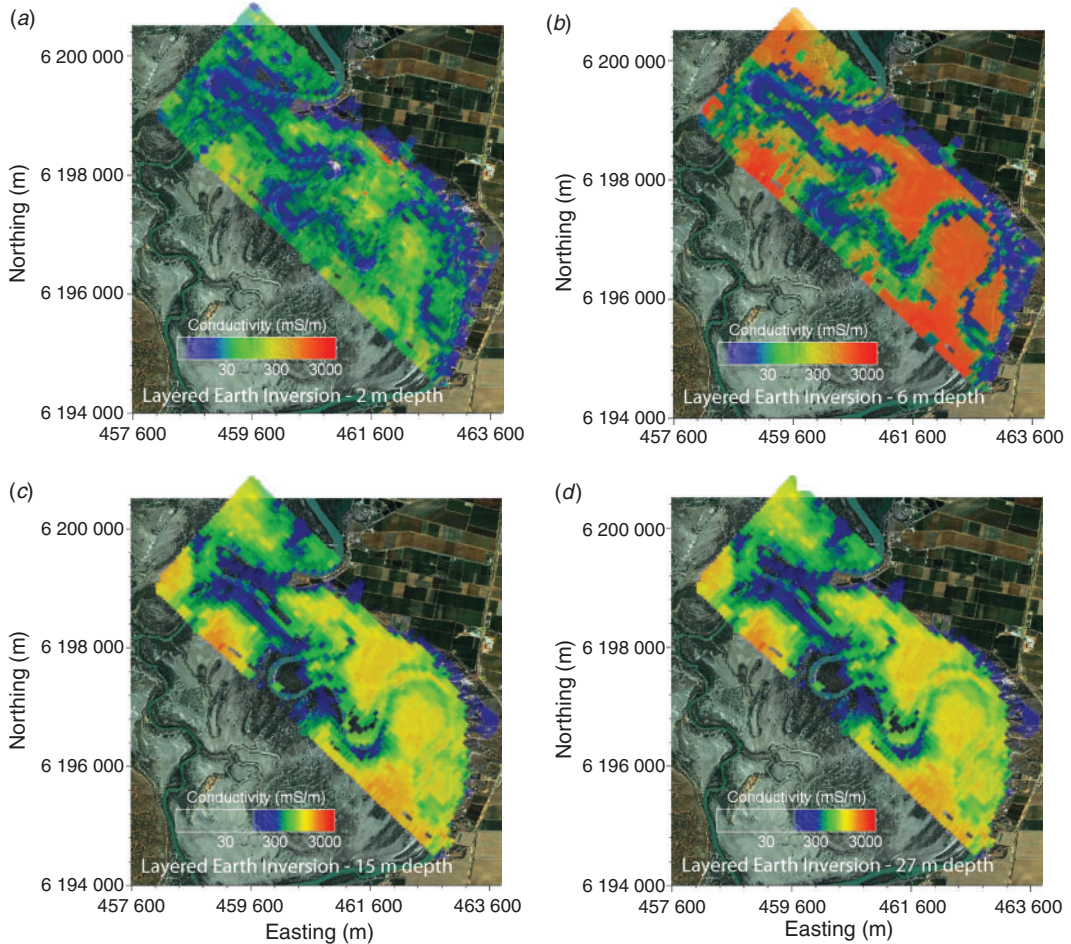 (a)
6 200 000
6 198 000
6 196 000
6 194 000
Northing (m)
Conductivity (mS/m)
30 300 3000
Layered Earth Inversion - 2 m depth
457 600 459 600 461 600 463 600
(b)
6 200 000
6 198 000
6 196 000
6 194 000
Northing (m)
Conductivity (mS/m)
30 300 3000
Layered Earth Inversion - 6 m depth
457 600 459 600 461 600 463 600
(c)
6 200 000
6 198 000
6 196 000
6 194 000
Northing (m)
Conductivity (mS/m)
30 300 3000
Layered Earth Inversion - 15 m depth
457 600 459 600 461 600 463 600
Easting (m)
(d)
6 200 000
6 198 000
6 196 000
6 194 000
Northing (m)
Conductivity (mS/m)
30 300 3000
Layered Earth Inversion - 27 m depth
457 600 459 600 461 600 463 600
Easting (m)